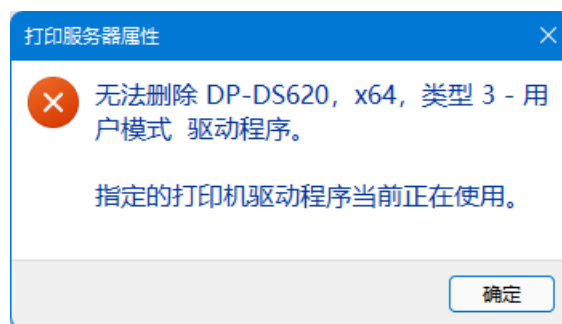 打印服务器属性
无法删除 DP-DS620，x64，类型 3 - 用
户模式 驱动程序。
指定的打印机驱动程序当前正在使用。
确定